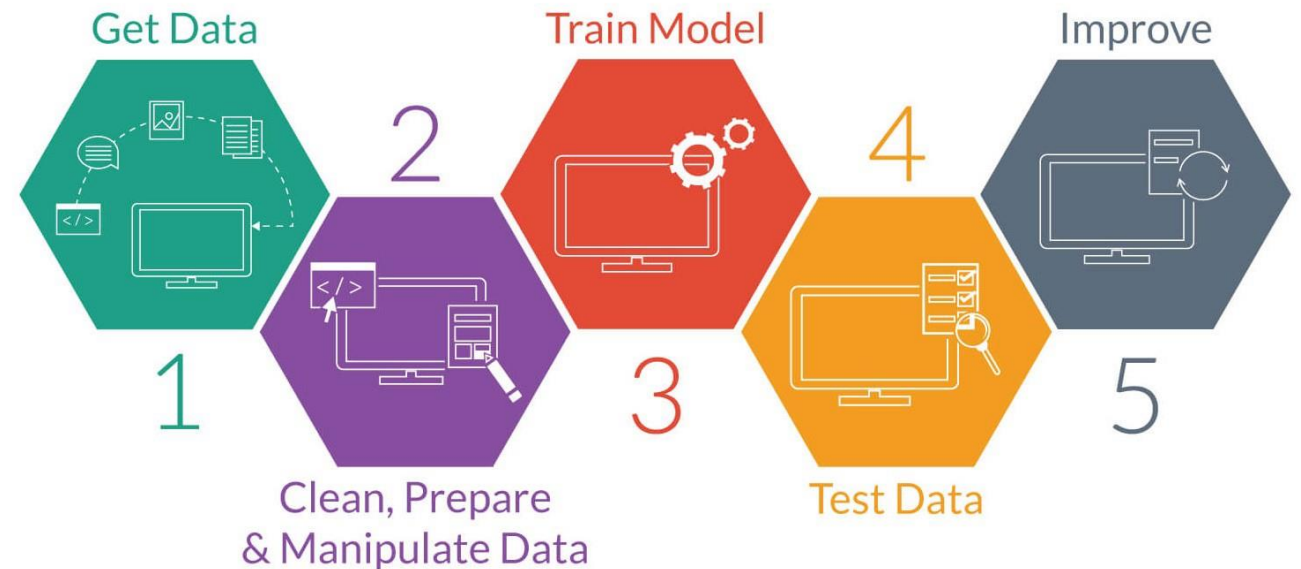 Get Data
1
</>
2
</>
Clean, Prepare
& Manipulate Data
Train Model
3
4
Test Data
Improve
5